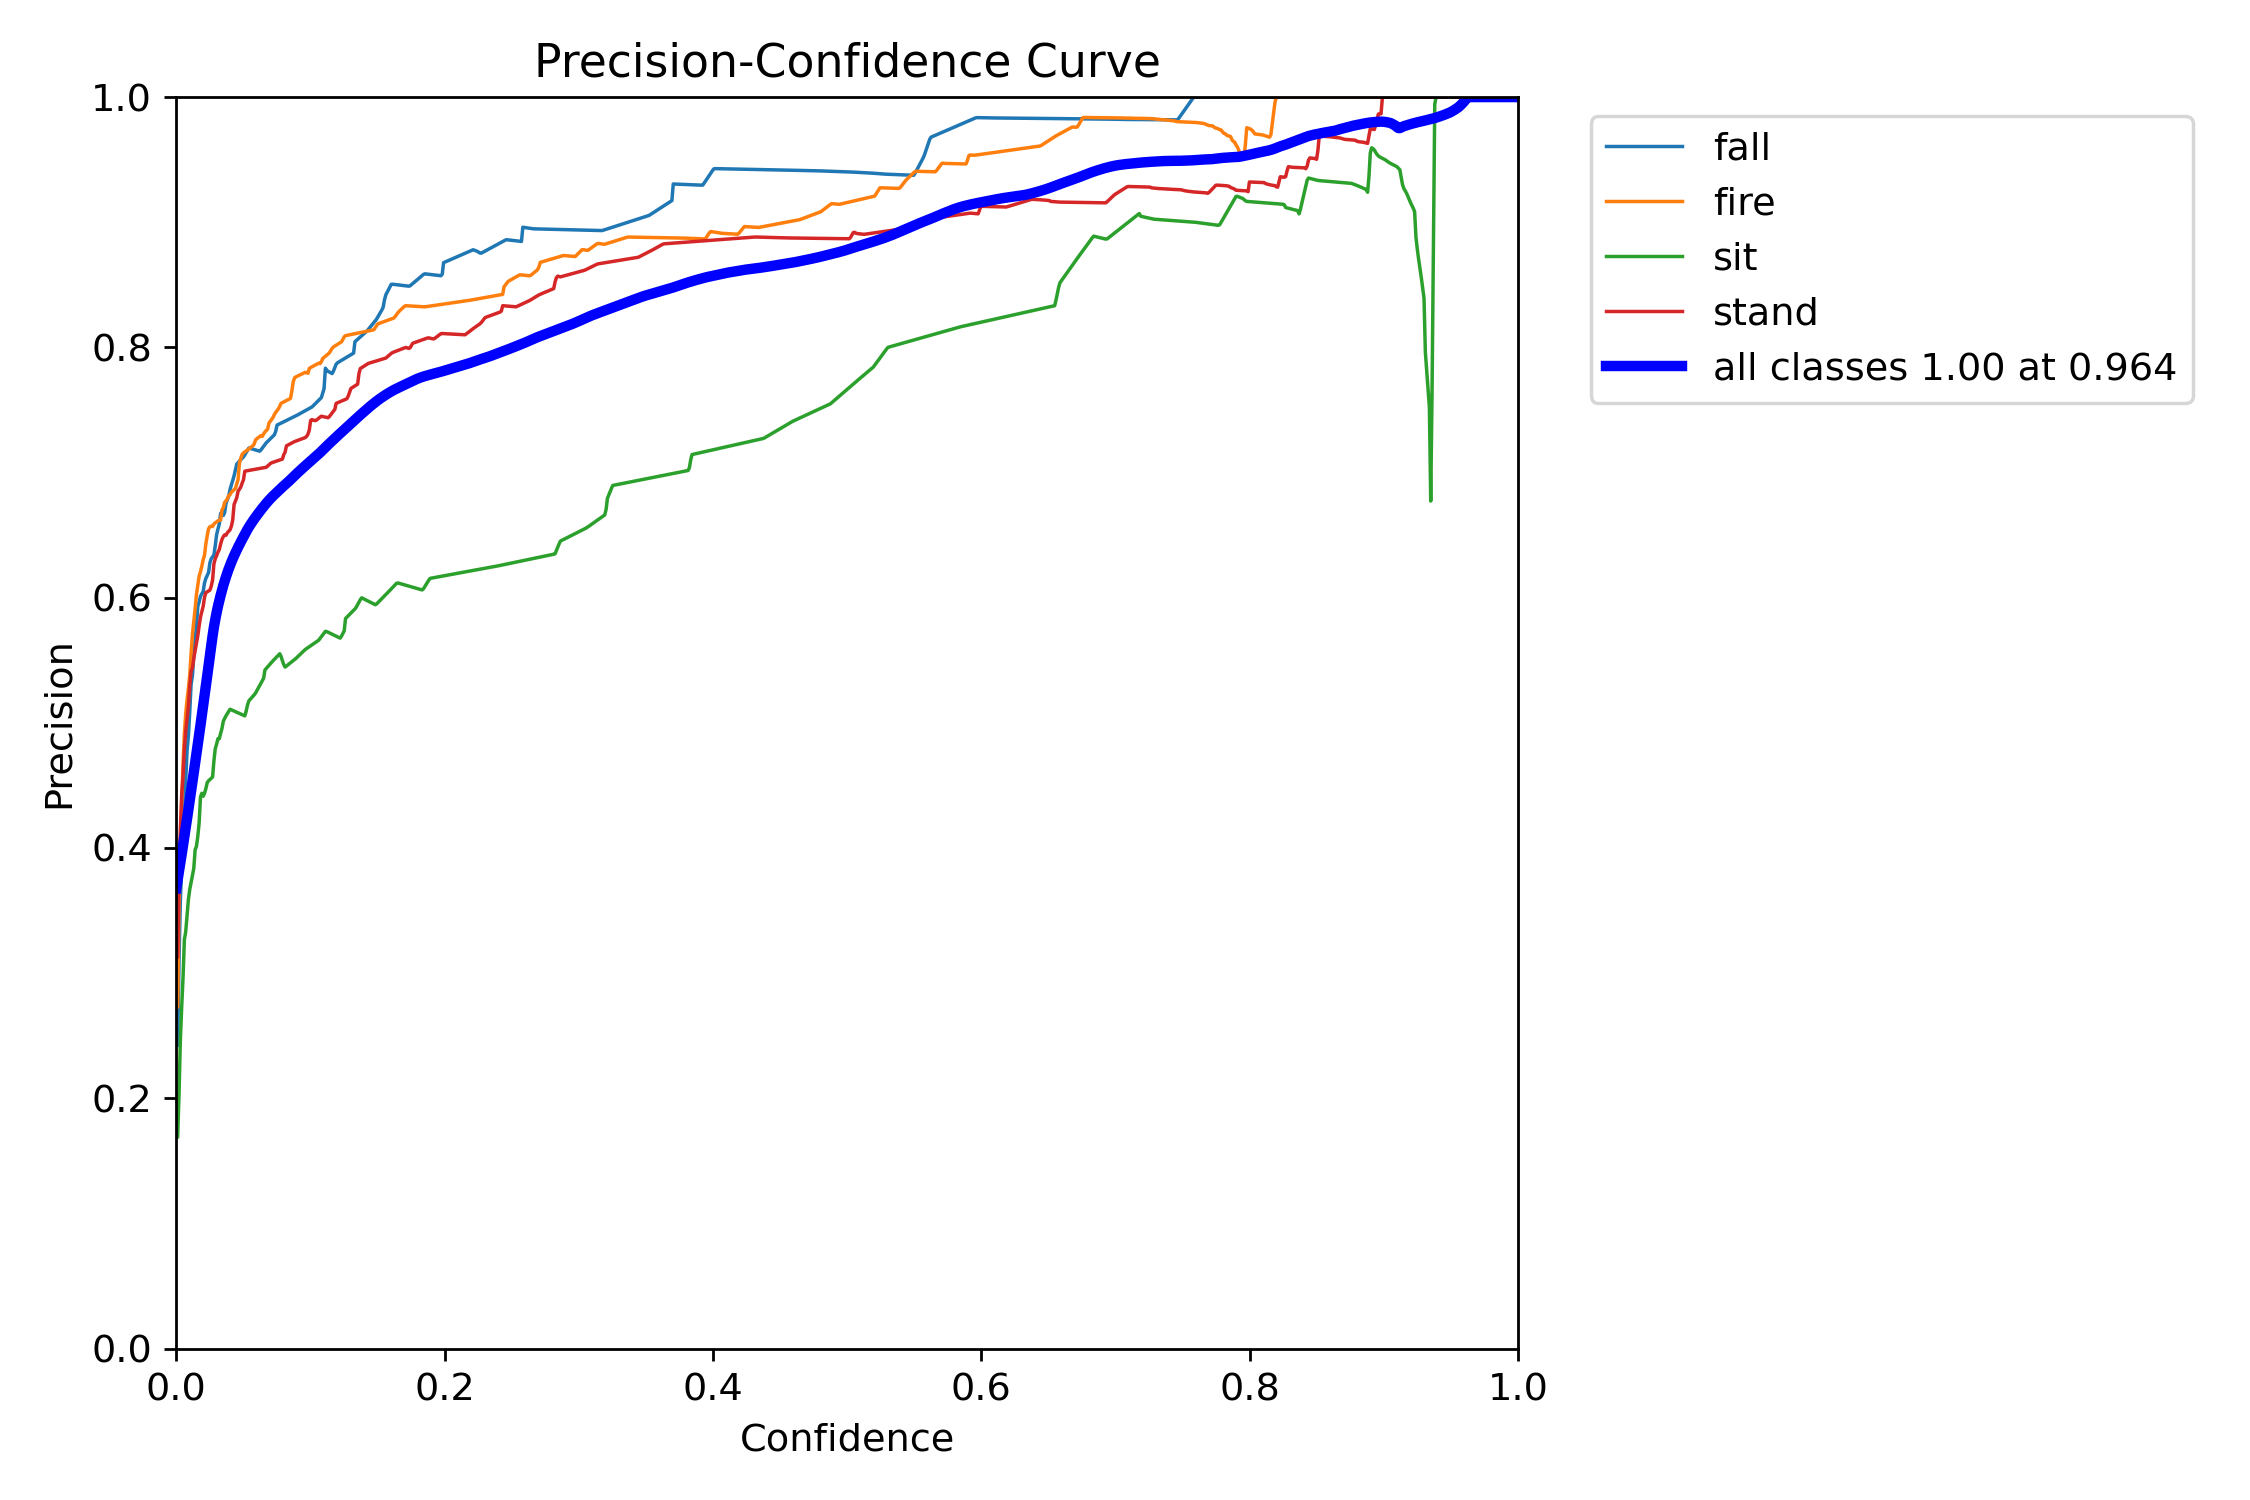 Precision-Confidence Curve
1.0
0.8
0.6
0.4
0.2
0.0
Precision
0.0 0.2 0.4 0.6 0.8 1.0
Confidence
fall
fire
sit
stand
all classes 1.00 at 0.964